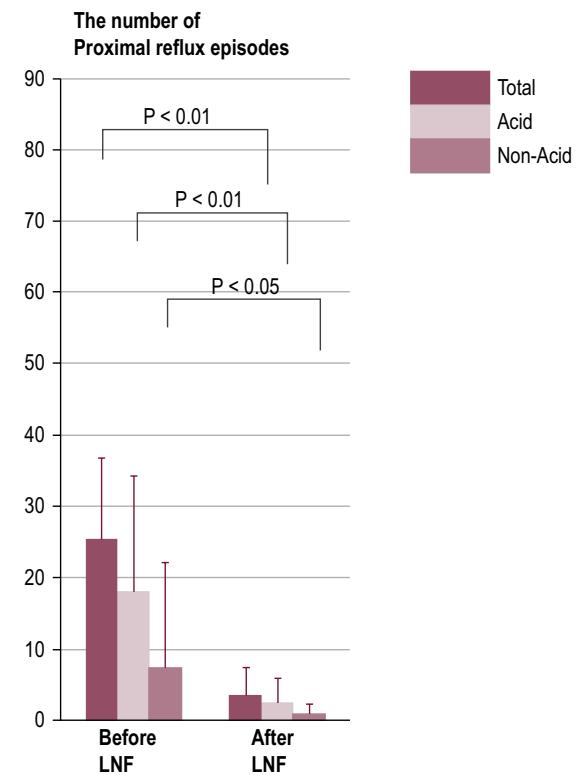 The number of
Proximal reflux episodes
90
80
70
60
50
40
30
20
10
0
P < 0.01
P < 0.01
P < 0.05
Before
LNF
After
LNF
Total
Acid
Non-Acid